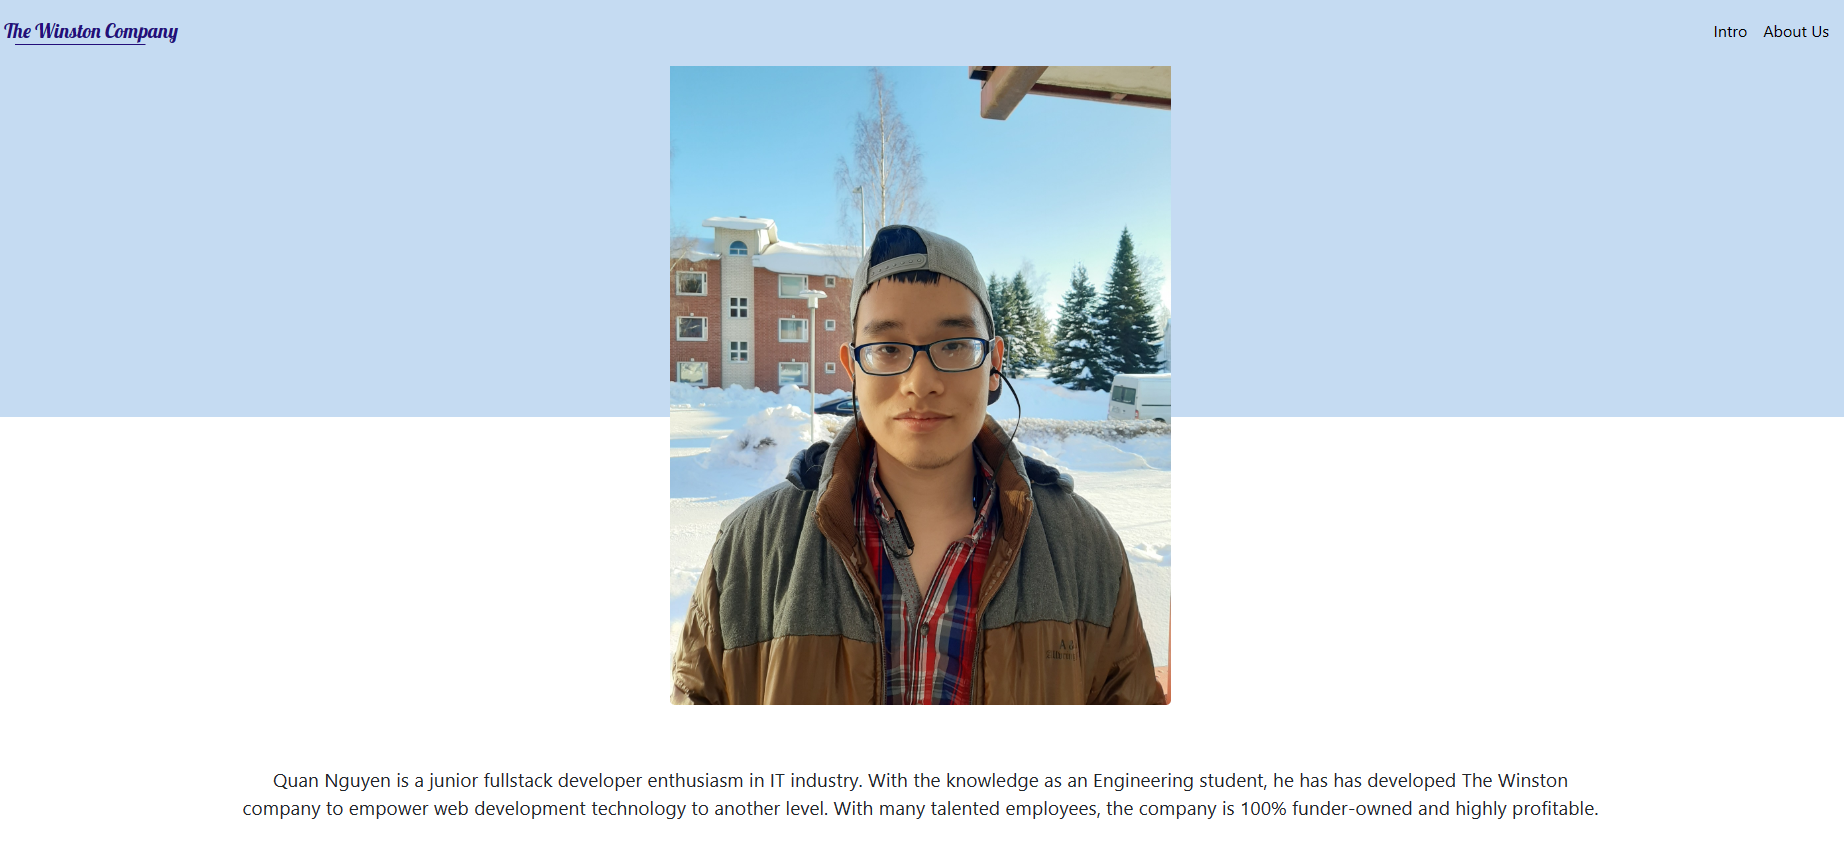 The Winston Company
Intro About Us
Quan Nguyen is a junior fullstack developer enthusiasm in IT industry. With the knowledge as an Engineering student, he has has developed The Winston
company to empower web development technology to another level. With many talented employees, the company is 100% funder-owned and highly profitable.